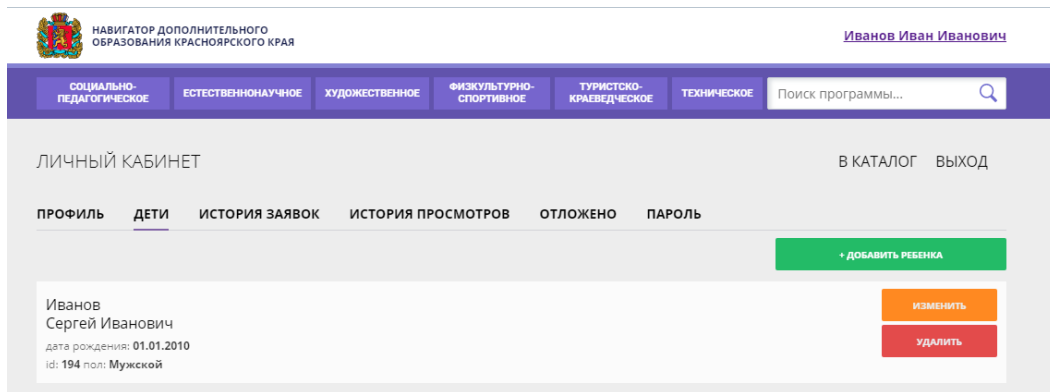 НАВИГАТОР ДОПОЛНИТЕЛЬНОГО
ОБРАЗОВАНИЯ КРАСНОЯРСКОГО КРАЯ
Иванов Иван Иванович
СОЦИАЛЬНО-
ПЕДАГОГИЧЕСКОЕ
ЕСТЕСТВЕННОНАУЧНОЕ
ХУДОЖЕСТВЕННОЕ
ФИЗКУЛЬТУРНО-
СПОРТИВНОЕ
ТУРИСТСКО-
КРАЕВЕДЧЕСКОЕ
ТЕХНИЧЕСКОЕ
Поиск программы...
ЛИЧНЫЙ КАБИНЕТ
В КАТАЛОГ ВЫХОД
ПРОФИЛЬ ДЕТИ ИСТОРИЯ ЗАЯВОК ИСТОРИЯ ПРОСМОТРОВ ОТЛОЖЕНО ПАРОЛЬ
+ ДОБАВИТЬ РЕБЕНКА
Иванов
Сергей Иванович
дата рождения: 01.01.2010
id: 194 пол: Мужской
ИЗМЕНИТЬ
УДАЛИТЬ